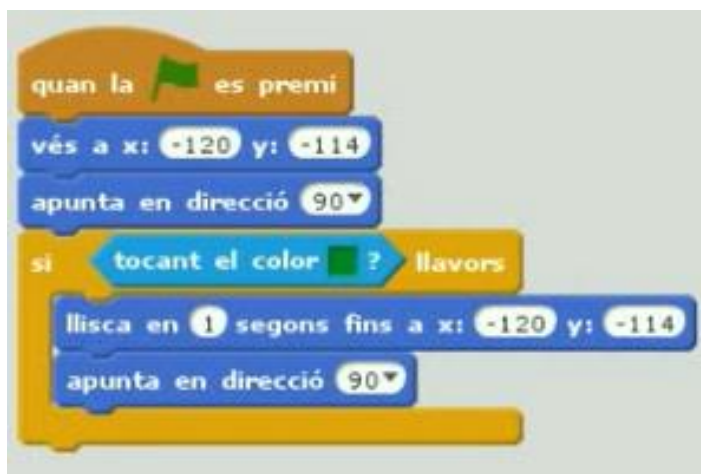 quan la es premi
vés a x: -120 y: -114
apunta en direcció 90
si tocant el color ? llavors
llisca en 1 segons fins a x: -120 y: -114
apunta en direcció 90